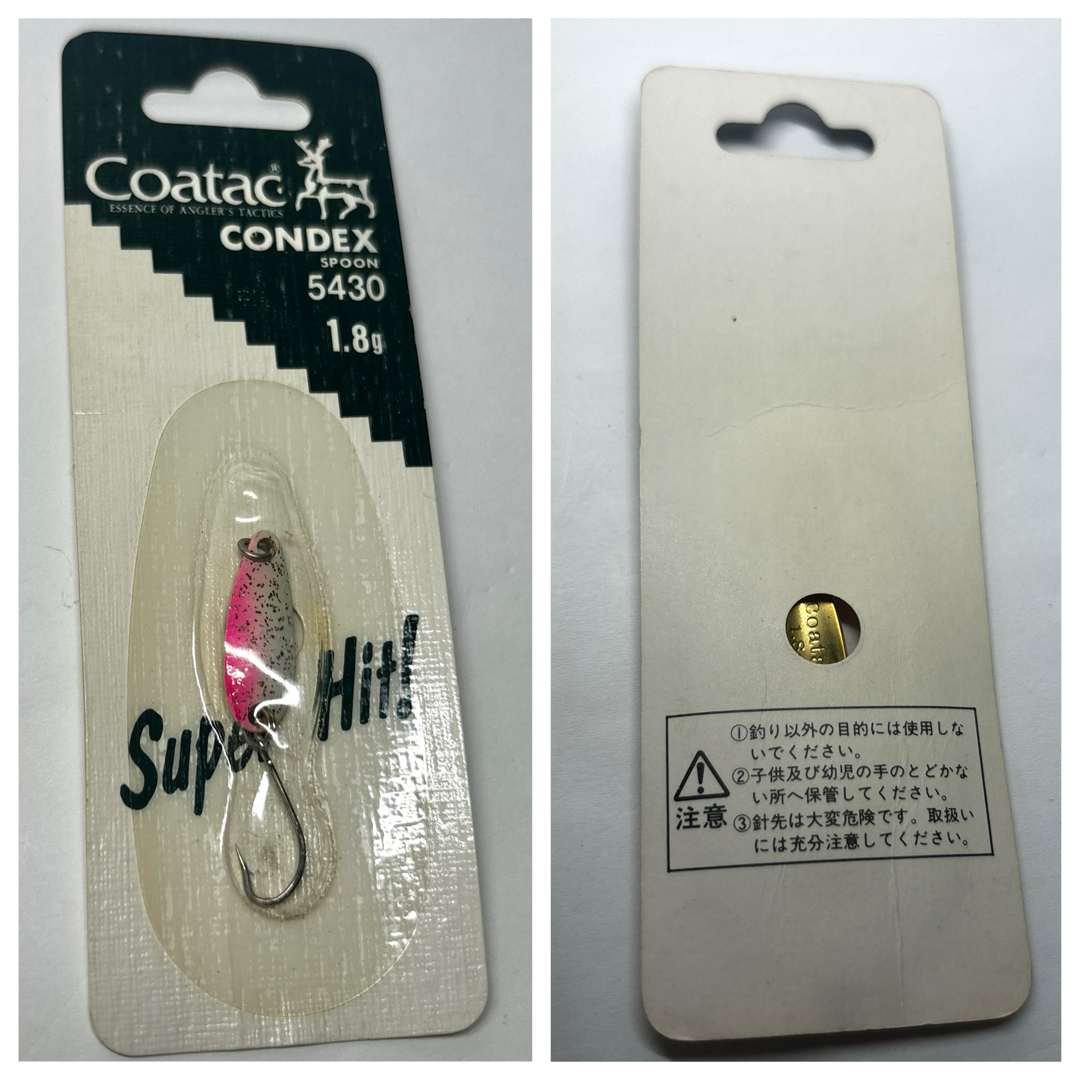 Coatac®
ESSENCE OF ANGLER'S TACTICS
CONDEX
SPOON
5430
1.8g
Super Hit!
Coata
1.8
注意
①釣り以外の目的には使用しな
いでください。
②子供及び幼児の手のとどかな
い所へ保管してください。
③針先は大変危険です。取扱い
には充分注意してください。